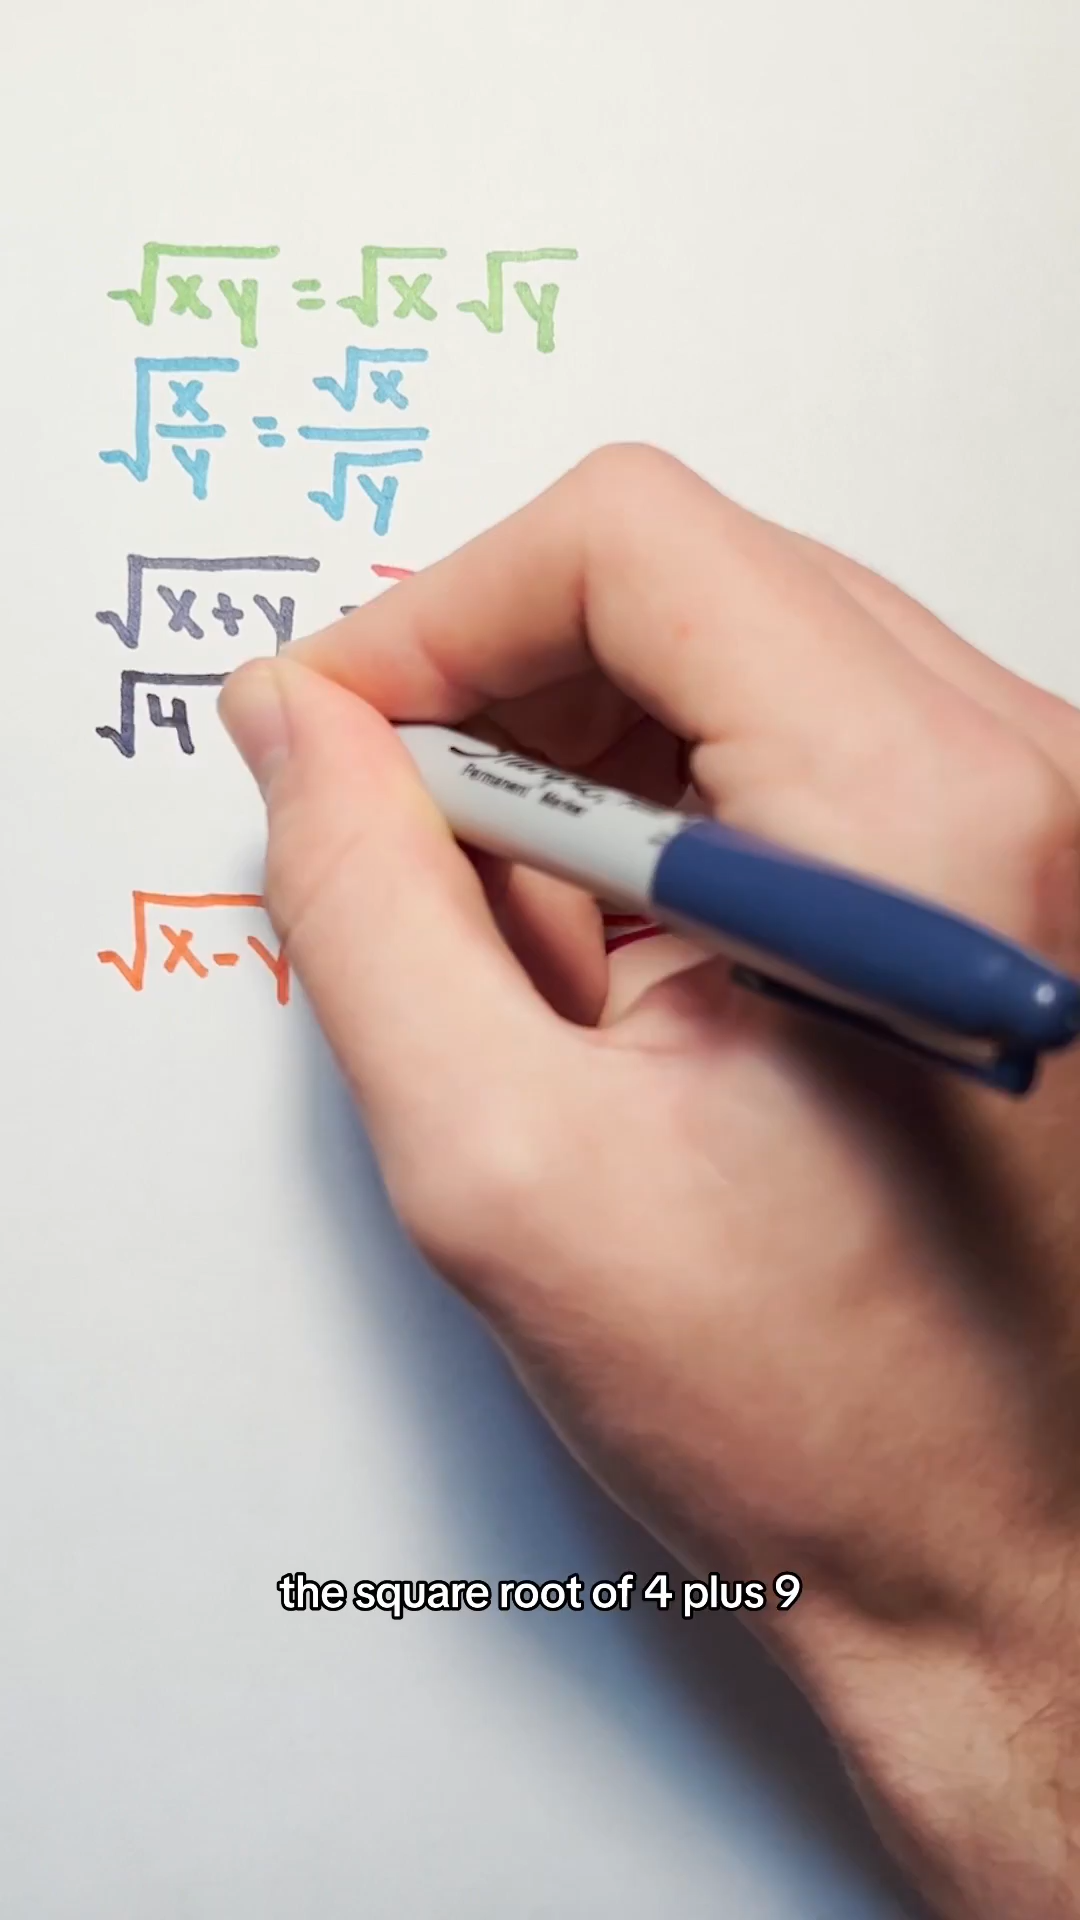 √xy = √x √y
√x/y = √x/√y
√x+y
√4
Permanent Marker
√x-y
the square root of 4 plus 9